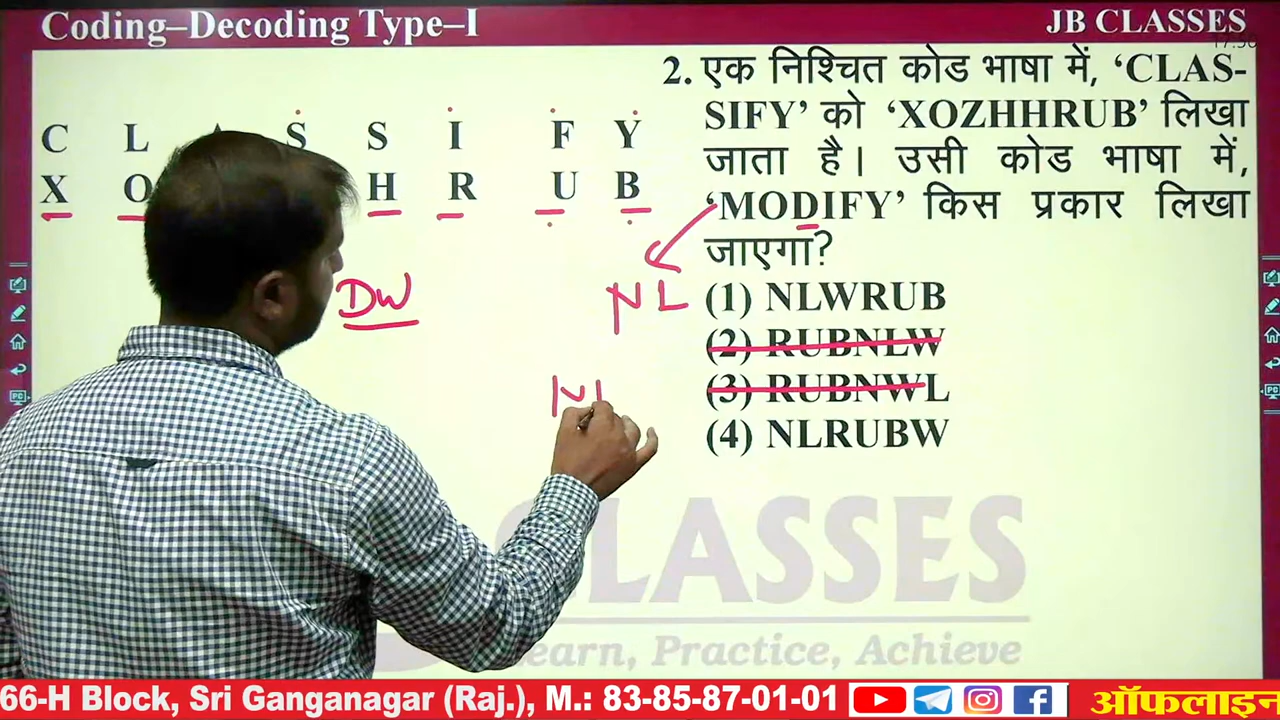 Coding–Decoding Type–I
JB CLASSES
2. एक निश्चित कोड भाषा में, ‘CLAS-
SIFY’ को ‘XOZHHRUB’ लिखा
जाता है। उसी कोड भाषा में,
‘MODIFY’ किस प्रकार लिखा
जाएगा?
(1) NLWRUB
(2) RUBNLW
(3) RUBNWL
(4) NLRUBW
C L S S I F Y
X O H R U B
DW
NL
CLASSES
Learn, Practice, Achieve
66-H Block, Sri Ganganagar (Raj.), M.: 83-85-87-01-01
ऑफलाइन